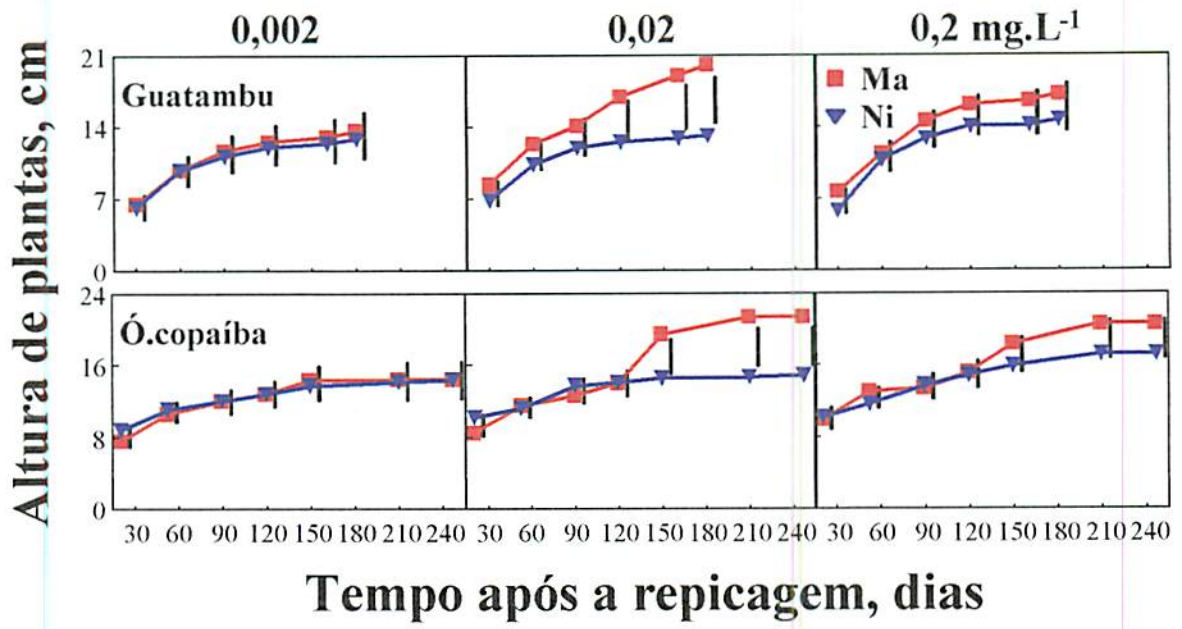 0,002 0,02 0,2 mg.L-1
Altura de plantas, cm
21
14
7
0
Guatambu
Ma
Ni
24
16
8
0
Ó.copaíba
30 60 90 120 150 180 210 240 30 60 90 120 150 180 210 240 30 60 90 120 150 180 210 240
Tempo após a repicagem, dias